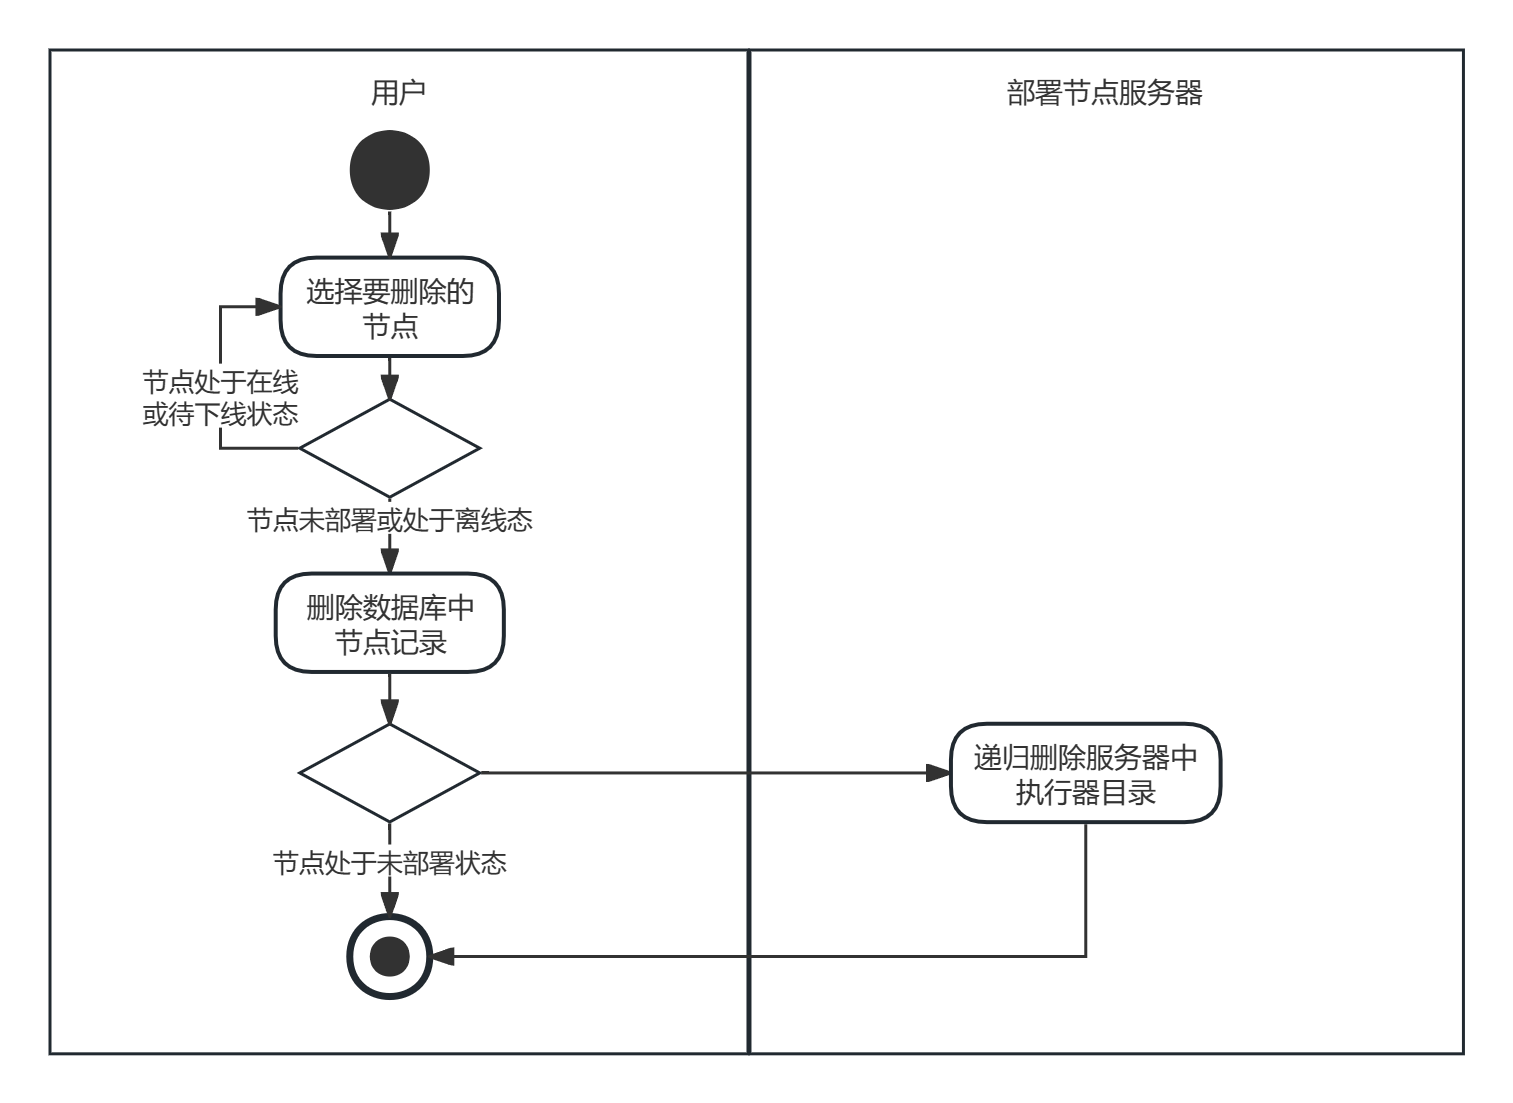 用户
部署节点服务器
选择要删除的
节点
节点处于在线
或待下线状态
节点未部署或处于离线态
删除数据库中
节点记录
递归删除服务器中
执行器目录
节点处于未部署状态